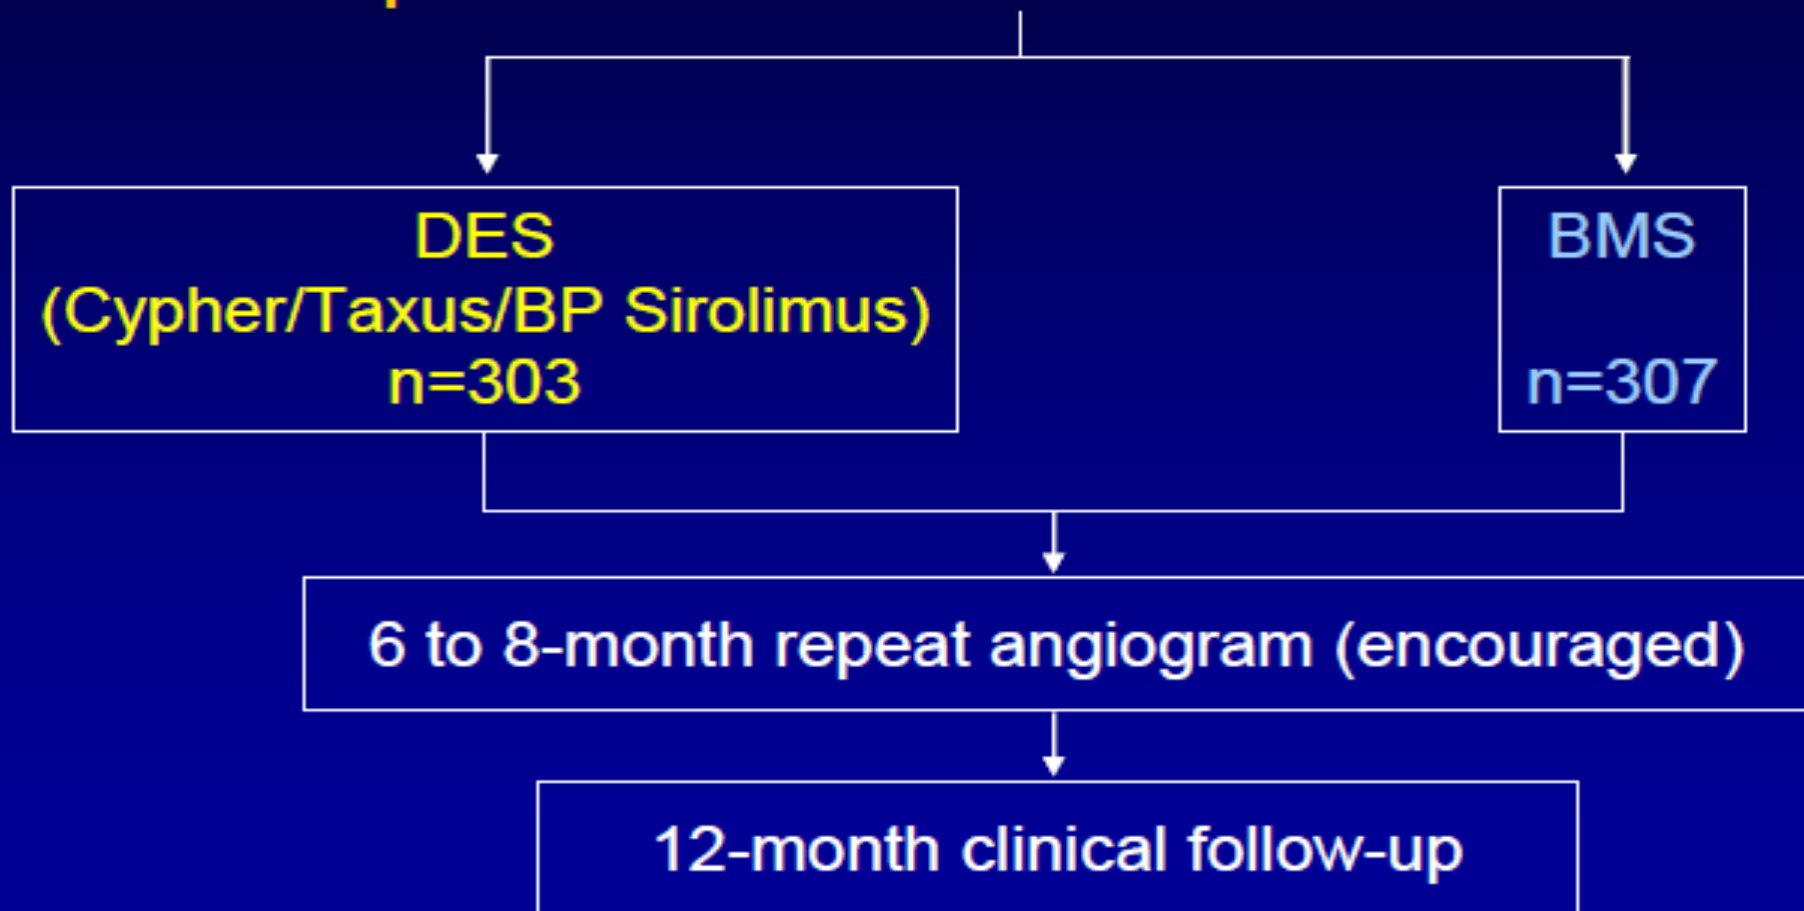 DES
(Cypher/Taxus/BP Sirolimus)
n=303
BMS
n=307
6 to 8-month repeat angiogram (encouraged)
12-month clinical follow-up